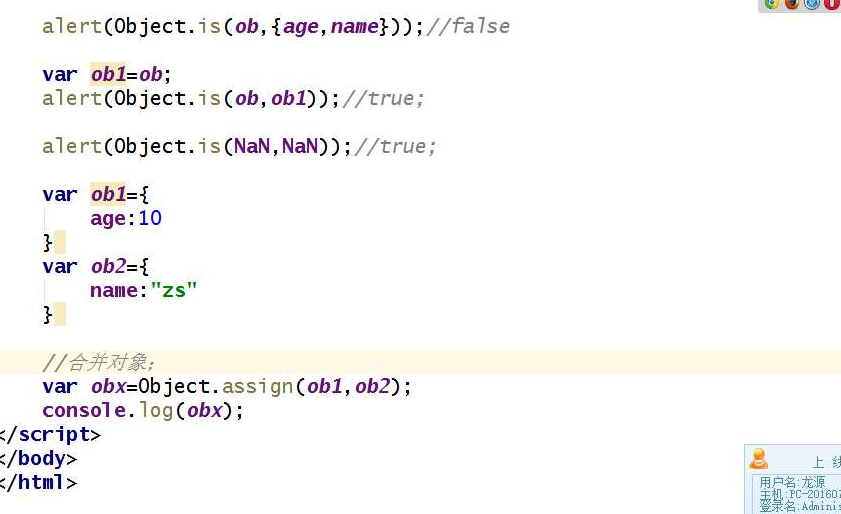 alert(Object.is(ob,{age,name}));//false
var ob1=ob;
alert(Object.is(ob,ob1));//true;
alert(Object.is(NaN,NaN));//true;
var ob1={
age:10
}
var ob2={
name:"zs"
}
//合并对象;
var obx=Object.assign(ob1,ob2);
console.log(obx);
</script>
</body>
</html>
上 线
用户名:龙源
主机:PC-20160
登录名:Adminis